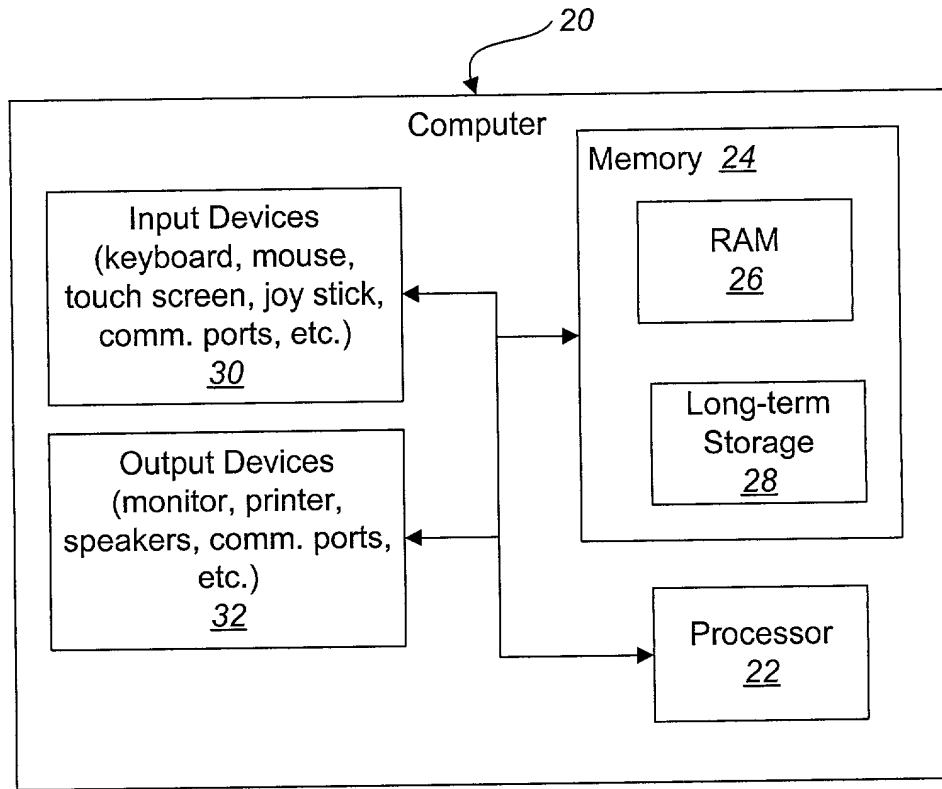 20
Computer
Input Devices
(keyboard, mouse,
touch screen, joy stick,
comm. ports, etc.)
30
Output Devices
(monitor, printer,
speakers, comm. ports,
etc.)
32
Memory 24
RAM
26
Long-term
Storage
28
Processor
22